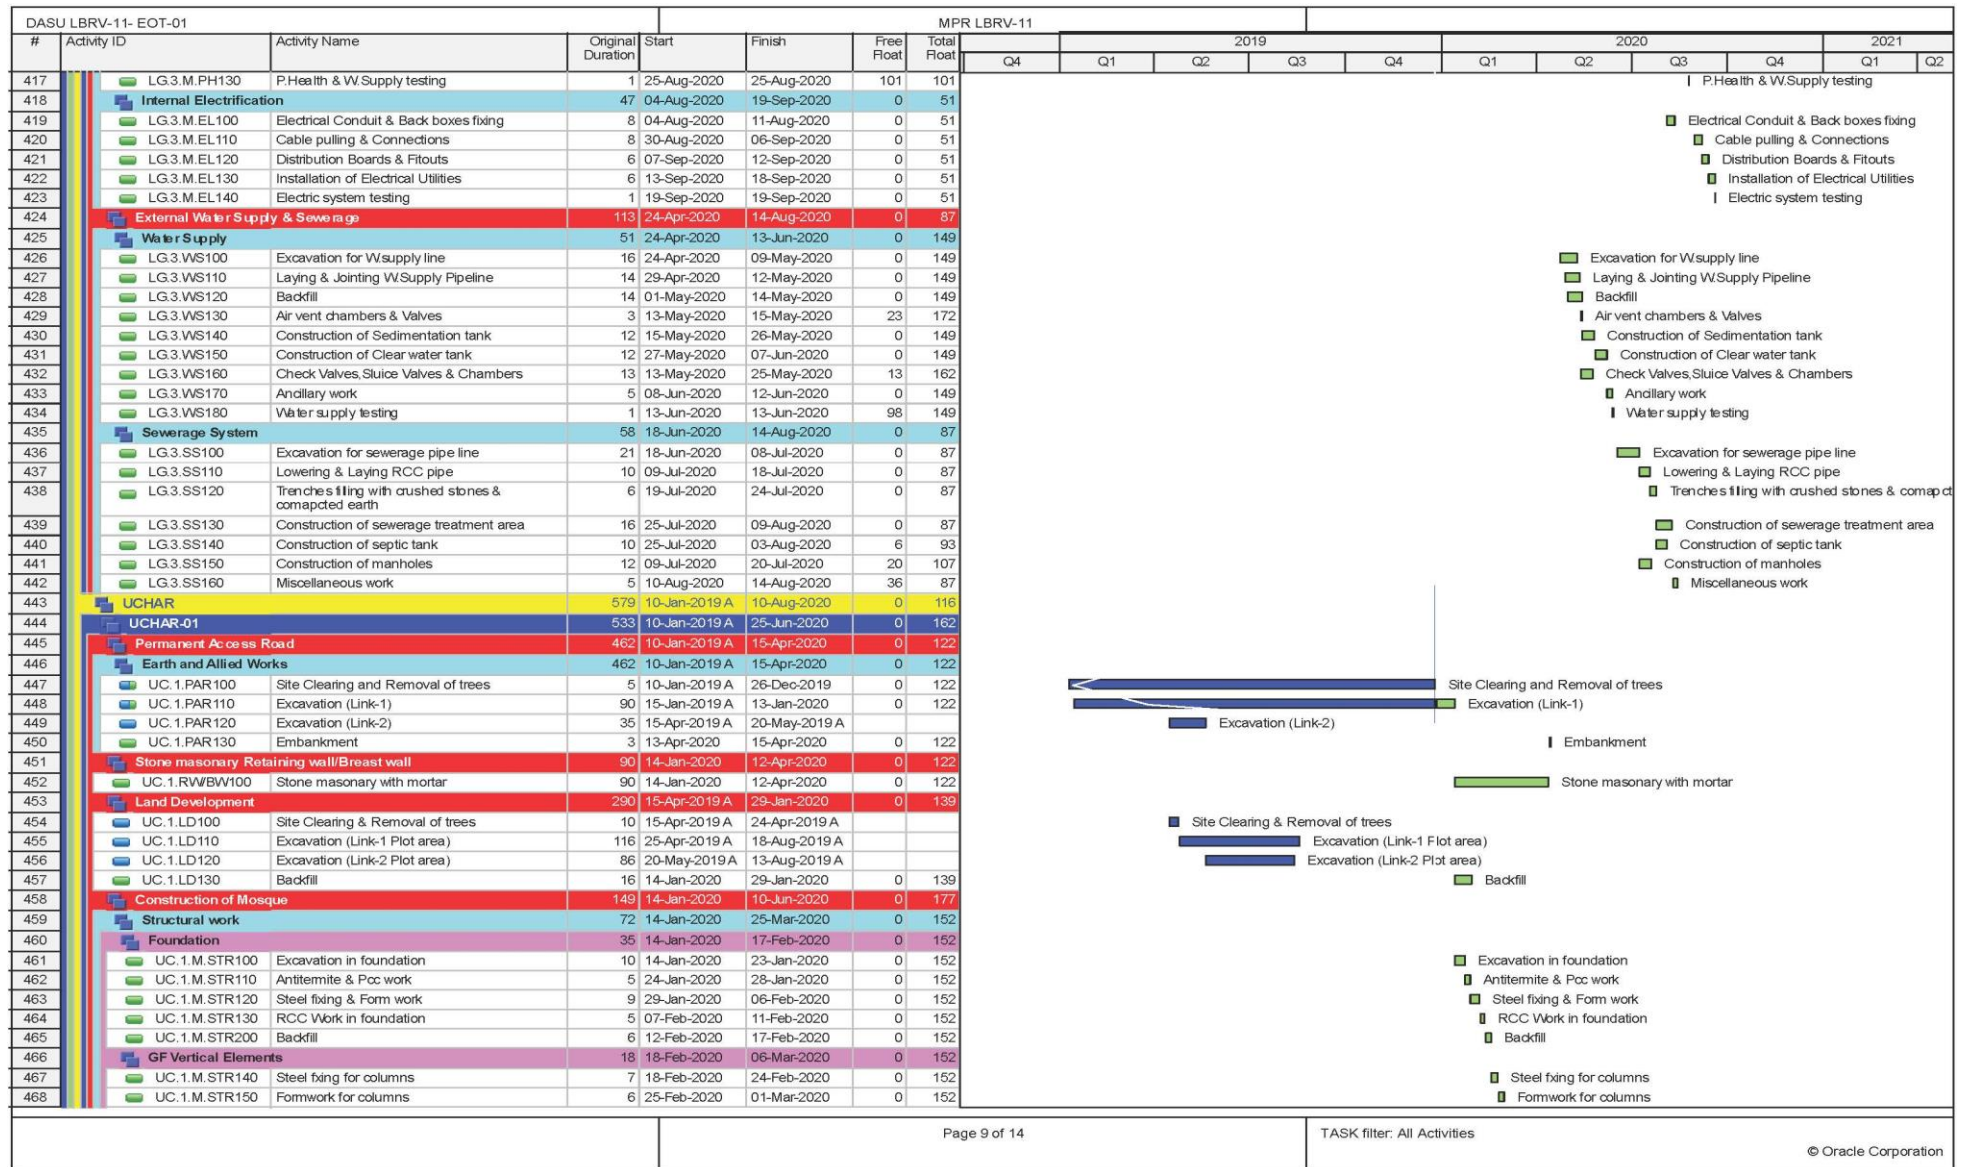 DASU LBRV-11- EOT-01 MPR LBRV-11
# Activity ID Activity Name Original Duration Start Finish Free Float Total Float 2019 2020 2021
Q4 Q1 Q2 Q3 Q4 Q1 Q2 Q3 Q4 Q1 Q2
417 LG.3.M.PH130 P.Health & W.Supply testing 1 25-Aug-2020 25-Aug-2020 101 101 P.Health & W.Supply testing
418 Internal Electrification 47 04-Aug-2020 19-Sep-2020 0 51
419 LG.3.M.EL100 Electrical Conduit & Back boxes fixing 8 04-Aug-2020 11-Aug-2020 0 51 Electrical Conduit & Back boxes fixing
420 LG.3.M.EL110 Cable pulling & Connections 8 30-Aug-2020 06-Sep-2020 0 51 Cable pulling & Connections
421 LG.3.M.EL120 Distribution Boards & Fitouts 6 07-Sep-2020 12-Sep-2020 0 51 Distribution Boards & Fitouts
422 LG.3.M.EL130 Installation of Electrical Utilities 6 13-Sep-2020 18-Sep-2020 0 51 Installation of Electrical Utilities
423 LG.3.M.EL140 Electric system testing 1 19-Sep-2020 19-Sep-2020 0 51 Electric system testing
424 External Water Supply & Sewerage 113 24-Apr-2020 14-Aug-2020 0 87
425 Water Supply 51 24-Apr-2020 13-Jun-2020 0 149
426 LG.3.WS100 Excavation for W.supply line 16 24-Apr-2020 09-May-2020 0 149 Excavation for W.supply line
427 LG.3.WS110 Laying & Jointing W.Supply Pipeline 14 29-Apr-2020 12-May-2020 0 149 Laying & Jointing W.Supply Pipeline
428 LG.3.WS120 Backfill 14 01-May-2020 14-May-2020 0 149 Backfill
429 LG.3.WS130 Air vent chambers & Valves 3 13-May-2020 15-May-2020 23 172 Air vent chambers & Valves
430 LG.3.WS140 Construction of Sedimentation tank 12 15-May-2020 26-May-2020 0 149 Construction of Sedimentation tank
431 LG.3.WS150 Construction of Clear water tank 12 27-May-2020 07-Jun-2020 0 149 Construction of Clear water tank
432 LG.3.WS160 Check Valves,Sluice Valves & Chambers 13 13-May-2020 25-May-2020 13 162 Check Valves,Sluice Valves & Chambers
433 LG.3.WS170 Ancillary work 5 08-Jun-2020 12-Jun-2020 0 149 Ancillary work
434 LG.3.WS180 Water supply testing 1 13-Jun-2020 13-Jun-2020 98 149 Water supply testing
435 Sewerage System 58 18-Jun-2020 14-Aug-2020 0 87
436 LG.3.SS100 Excavation for sewerage pipe line 21 18-Jun-2020 08-Jul-2020 0 87 Excavation for sewerage pipe line
437 LG.3.SS110 Lowering & Laying RCC pipe 10 09-Jul-2020 18-Jul-2020 0 87 Lowering & Laying RCC pipe
438 LG.3.SS120 Trenches filling with crushed stones & 6 19-Jul-2020 24-Jul-2020 0 87 Trenches filling with crushed stones & comapct
comapcted earth
439 LG.3.SS130 Construction of sewerage treatment area 16 25-Jul-2020 09-Aug-2020 0 87 Construction of sewerage treatment area
440 LG.3.SS140 Construction of septic tank 10 25-Jul-2020 03-Aug-2020 6 93 Construction of septic tank
441 LG.3.SS150 Construction of manholes 12 09-Jul-2020 20-Jul-2020 20 107 Construction of manholes
442 LG.3.SS160 Miscellaneous work 5 10-Aug-2020 14-Aug-2020 36 87 Miscellaneous work
443 UCHAR 579 10-Jan-2019 A 10-Aug-2020 0 116
444 UCHAR-01 533 10-Jan-2019 A 25-Jun-2020 0 162
445 Permanent Access Road 462 10-Jan-2019 A 15-Apr-2020 0 122
446 Earth and Allied Works 462 10-Jan-2019 A 15-Apr-2020 0 122
447 UC.1.PAR100 Site Clearing and Removal of trees 5 10-Jan-2019 A 26-Dec-2019 0 122 Site Clearing and Removal of trees
448 UC.1.PAR110 Excavation (Link-1) 90 15-Jan-2019 A 13-Jan-2020 0 122 Excavation (Link-1)
449 UC.1.PAR120 Excavation (Link-2) 35 15-Apr-2019 A 20-May-2019 A Excavation (Link-2)
450 UC.1.PAR130 Embankment 3 13-Apr-2020 15-Apr-2020 0 122 Embankment
451 Stone masonary Retaining wall/Breast wall 90 14-Jan-2020 12-Apr-2020 0 122
452 UC.1.RW/BW100 Stone masonary with mortar 90 14-Jan-2020 12-Apr-2020 0 122 Stone masonary with mortar
453 Land Development 290 15-Apr-2019 A 29-Jan-2020 0 139
454 UC.1.LD100 Site Clearing & Removal of trees 10 15-Apr-2019 A 24-Apr-2019 A Site Clearing & Removal of trees
455 UC.1.LD110 Excavation (Link-1 Plot area) 116 25-Apr-2019 A 18-Aug-2019 A Excavation (Link-1 Plot area)
456 UC.1.LD120 Excavation (Link-2 Plot area) 86 20-May-2019 A 13-Aug-2019 A Excavation (Link-2 Plot area)
457 UC.1.LD130 Backfill 16 14-Jan-2020 29-Jan-2020 0 139 Backfill
458 Construction of Mosque 149 14-Jan-2020 10-Jun-2020 0 177
459 Structural work 72 14-Jan-2020 25-Mar-2020 0 152
460 Foundation 35 14-Jan-2020 17-Feb-2020 0 152
461 UC.1.M.STR100 Excavation in foundation 10 14-Jan-2020 23-Jan-2020 0 152 Excavation in foundation
462 UC.1.M.STR110 Antitermite & Pcc work 5 24-Jan-2020 28-Jan-2020 0 152 Antitermite & Pcc work
463 UC.1.M.STR120 Steel fixing & Form work 9 29-Jan-2020 06-Feb-2020 0 152 Steel fixing & Form work
464 UC.1.M.STR130 RCC Work in foundation 5 07-Feb-2020 11-Feb-2020 0 152 RCC Work in foundation
465 UC.1.M.STR200 Backfill 6 12-Feb-2020 17-Feb-2020 0 152 Backfill
466 GF Vertical Elements 18 18-Feb-2020 06-Mar-2020 0 152
467 UC.1.M.STR140 Steel fxing for columns 7 18-Feb-2020 24-Feb-2020 0 152 Steel fxing for columns
468 UC.1.M.STR150 Formwork for columns 6 25-Feb-2020 01-Mar-2020 0 152 Formwork for columns
Page 9 of 14 TASK filter: All Activities
© Oracle Corporation